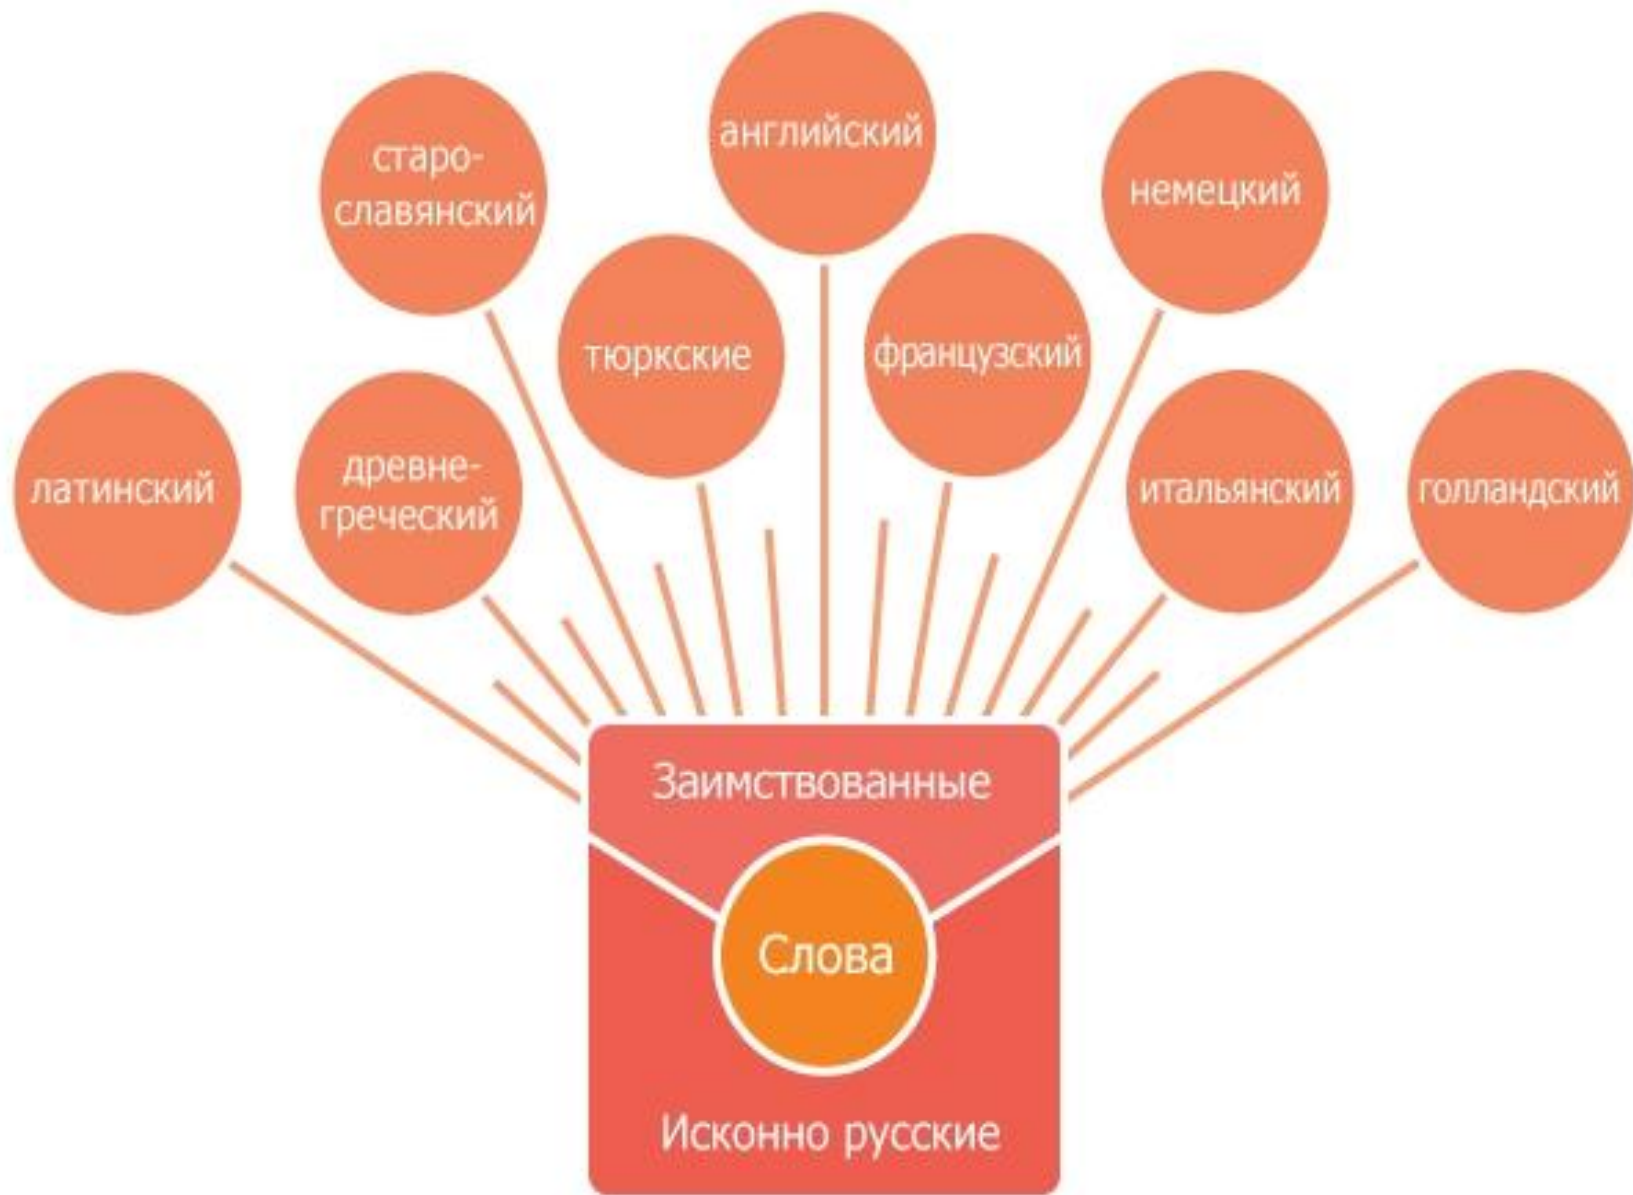 английский
старо-
славянский
немецкий
тюркские
французский
латинский
древне-
греческий
итальянский
голландский
Заимствованные
Слова
Исконно русские